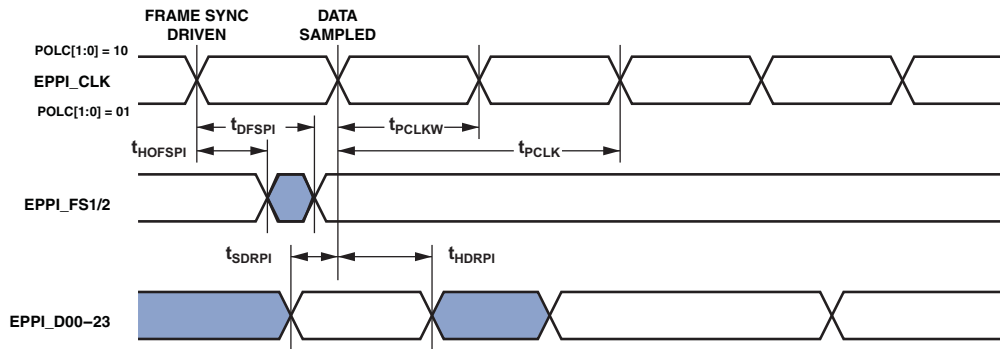 FRAME SYNC
DRIVEN
DATA
SAMPLED
POLC[1:0] = 10
EPPI_CLK
POLC[1:0] = 01
tDFSPI
tPCLKW
tHOFSPI
tPCLK
EPPI_FS1/2
tSDRPI
tHDRPI
EPPI_D00–23